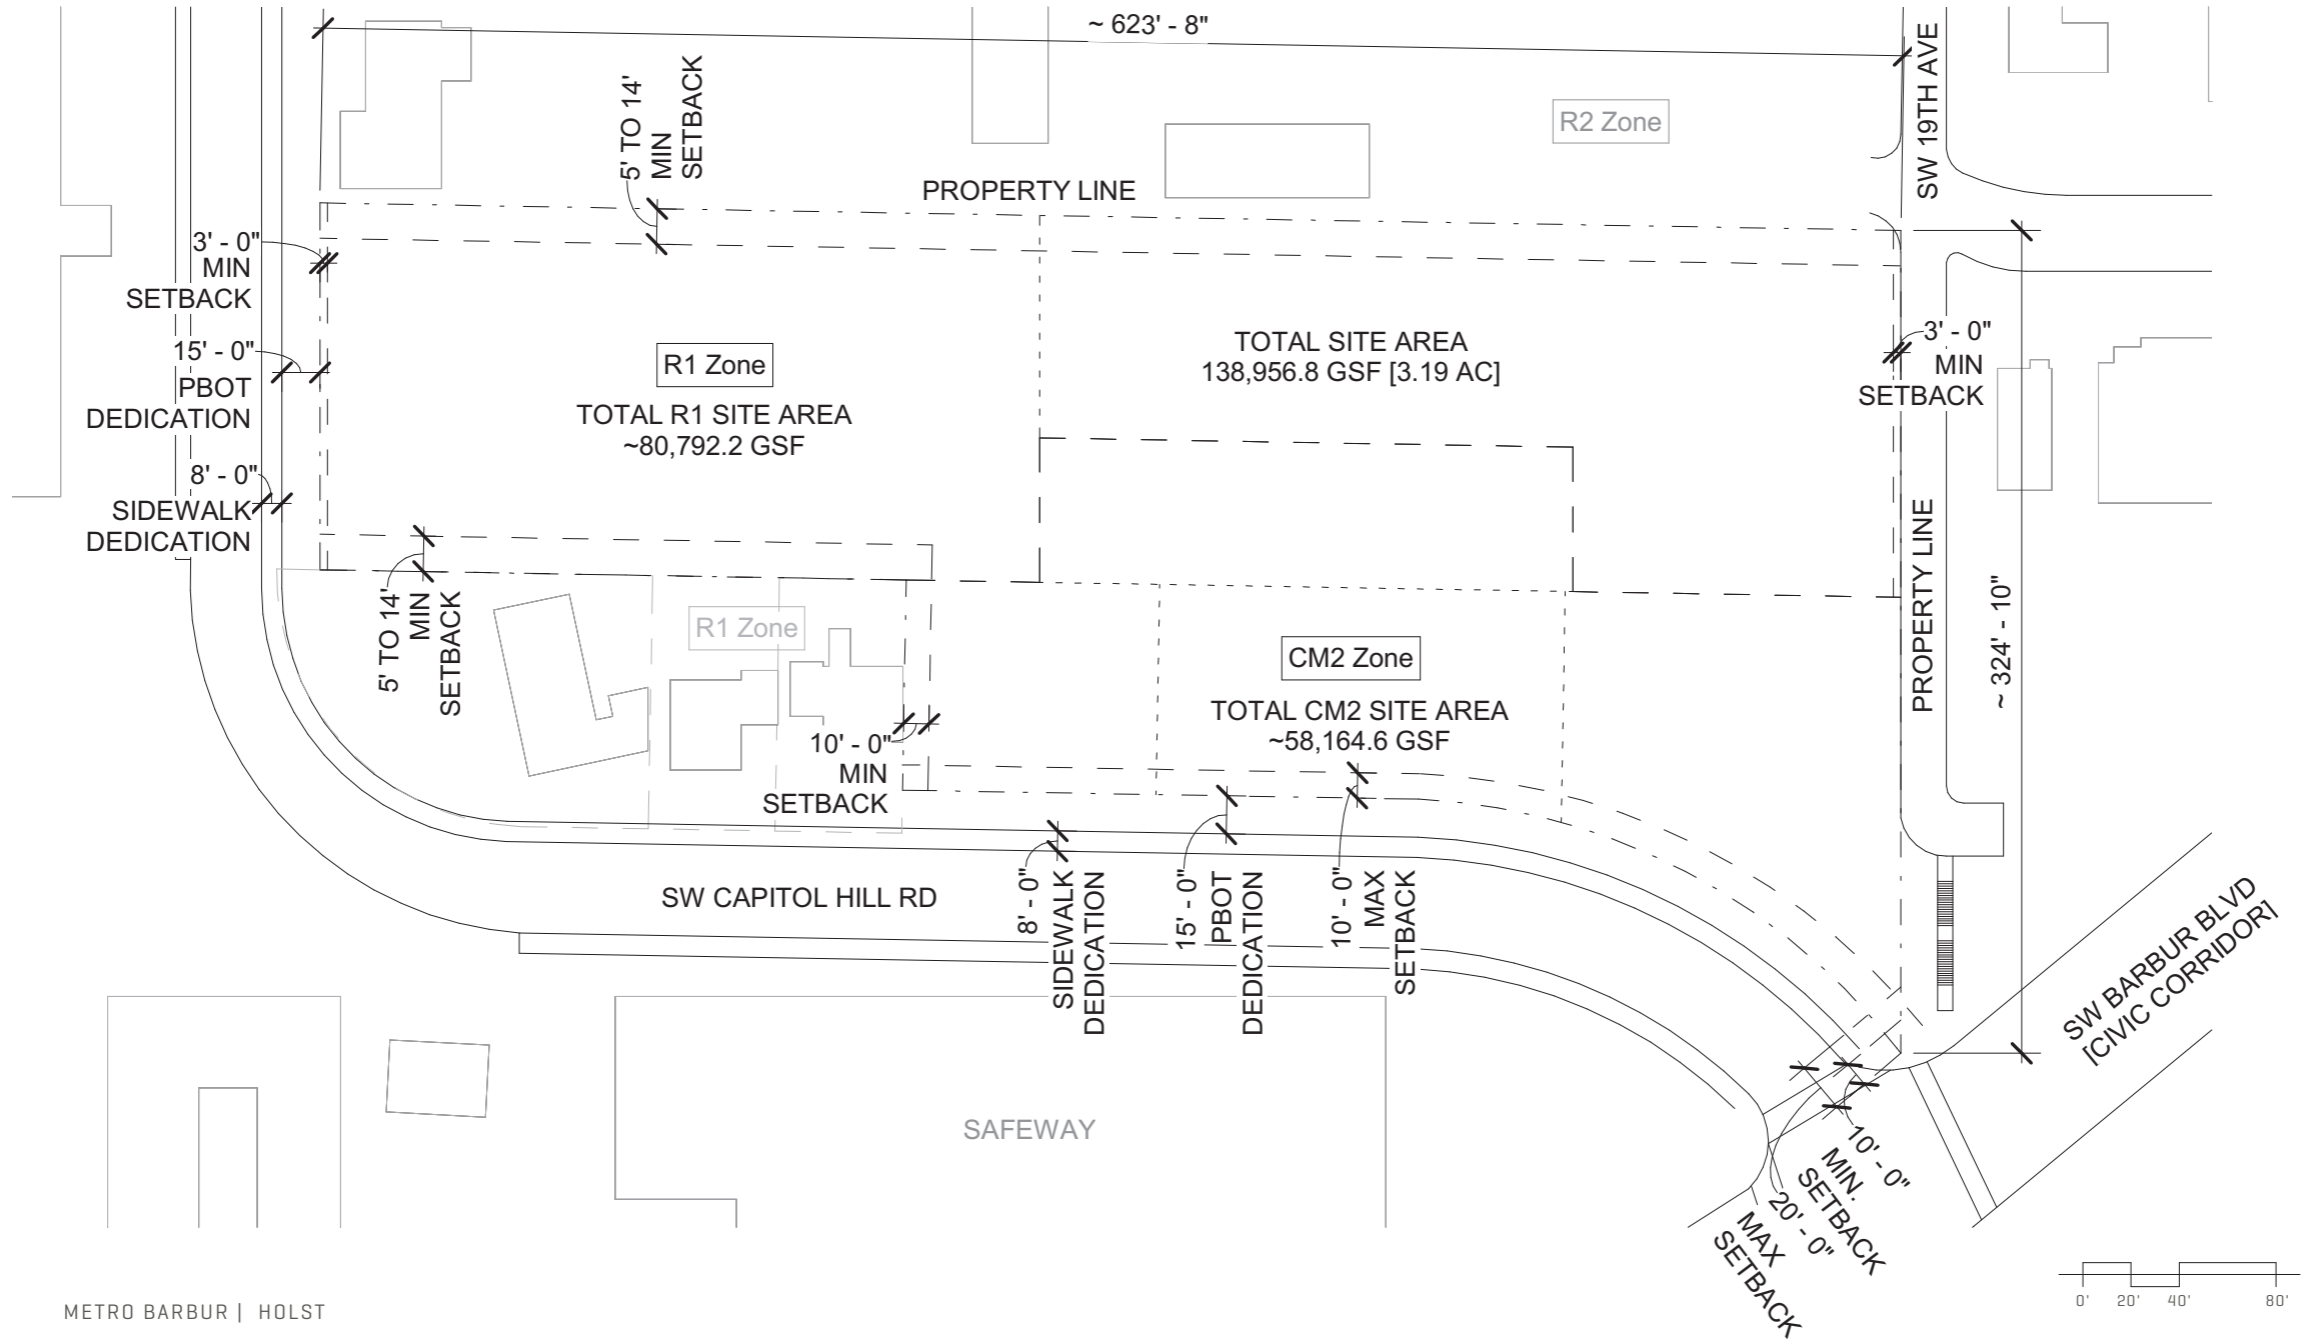 ~ 623' - 8"
SW 19TH AVE
5' TO 14'
MIN
SETBACK
R2 Zone
PROPERTY LINE
3' - 0"
MIN
SETBACK
15' - 0"
PBOT
DEDICATION
8' - 0"
SIDEWALK
DEDICATION
R1 Zone
TOTAL R1 SITE AREA
~80,792.2 GSF
TOTAL SITE AREA
138,956.8 GSF [3.19 AC]
3' - 0"
MIN
SETBACK
PROPERTY LINE
~ 324' - 10"
5' TO 14'
MIN
SETBACK
R1 Zone
10' - 0"
MIN
SETBACK
CM2 Zone
TOTAL CM2 SITE AREA
~58,164.6 GSF
SW CAPITOL HILL RD
8' - 0"
SIDEWALK
DEDICATION
15' - 0"
PBOT
DEDICATION
10' - 0"
MAX
SETBACK
SW BARBUR BLVD
[CIVIC CORRIDOR]
SAFEWAY
10' - 0"
MIN.
SETBACK
20' - 0"
MAX
SETBACK
0' 20' 40' 80'
METRO BARBUR | HOLST